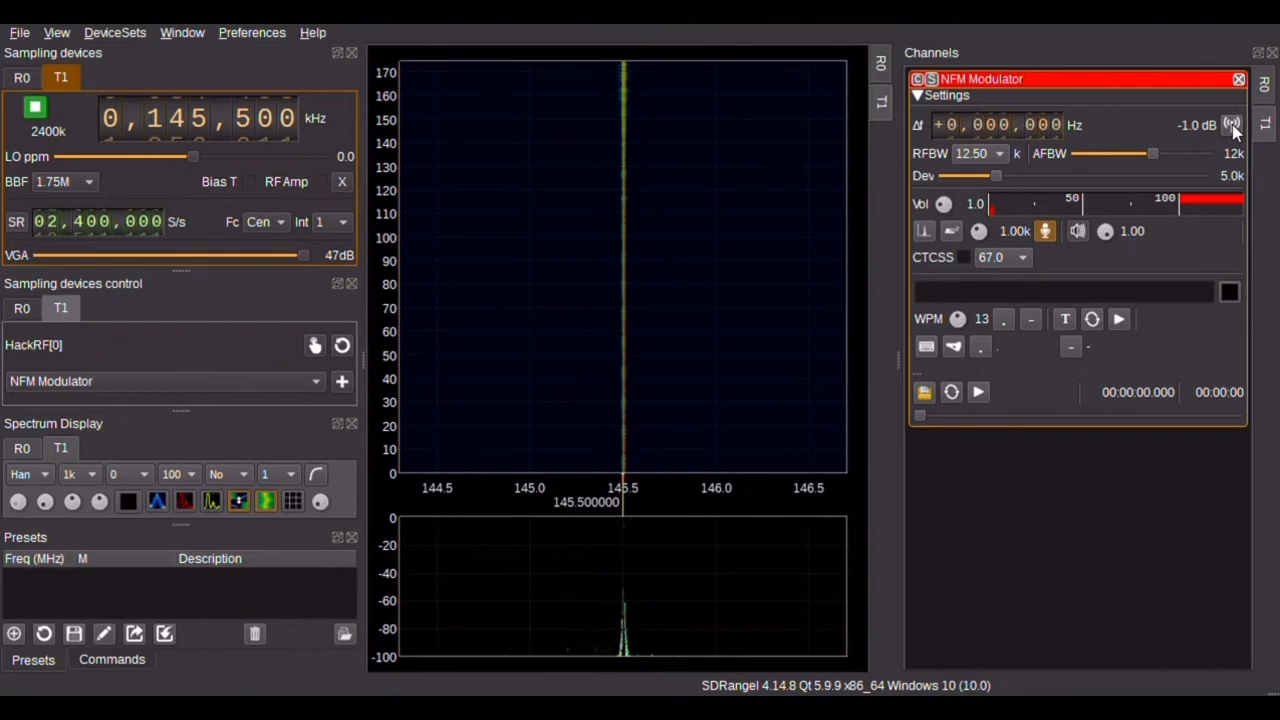 File View DeviceSets Window Preferences Help
Sampling devices
R0 T1
2400k 0,145,500 kHz
LO ppm 0.0
BBF 1.75M Bias T RF Amp X
SR 02,400,000 S/s Fc Cen Int 1
VGA 47dB
Sampling devices control
R0 T1
HackRF[0]
NFM Modulator
Spectrum Display
R0 T1
Han 1k 0 100 No 1
Presets
Freq (MHz) M Description
Presets Commands
170
160
150
140
130
120
110
100
90
80
70
60
50
40
30
20
10
0
144.5 145.0 145.5 146.0 146.5
145.500000
0
-20
-40
-60
-80
-100
R0
T1
Channels
C S NFM Modulator
Settings
Δf +0,000,000 Hz -1.0 dB
RFBW 12.50 k AFBW 12k
Dev 5.0k
Vol 1.0 50 100
1.00k 1.00
CTCSS 67.0
WPM 13 . - T
. . - -
...
00:00:00.000 00:00:00
R0
T1
SDRangel 4.14.8 Qt 5.9.9 x86_64 Windows 10 (10.0)